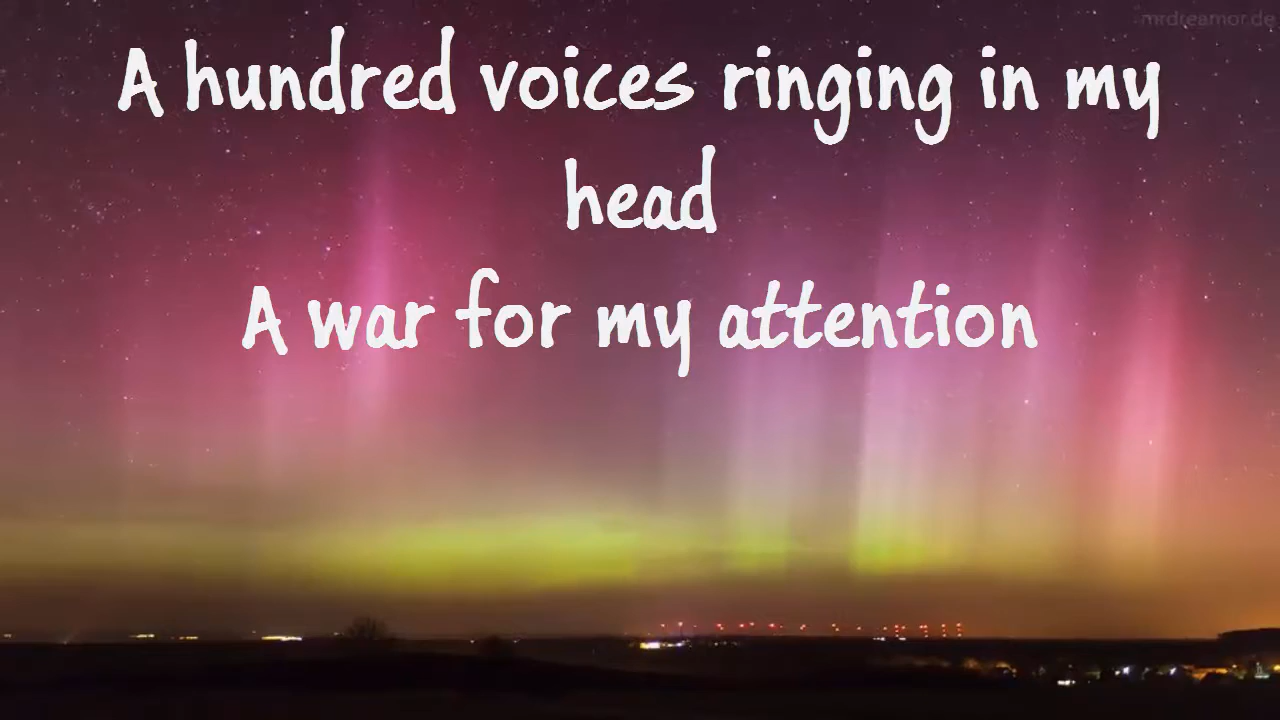 mrdreamor.de
A hundred voices ringing in my
head
A war for my attention